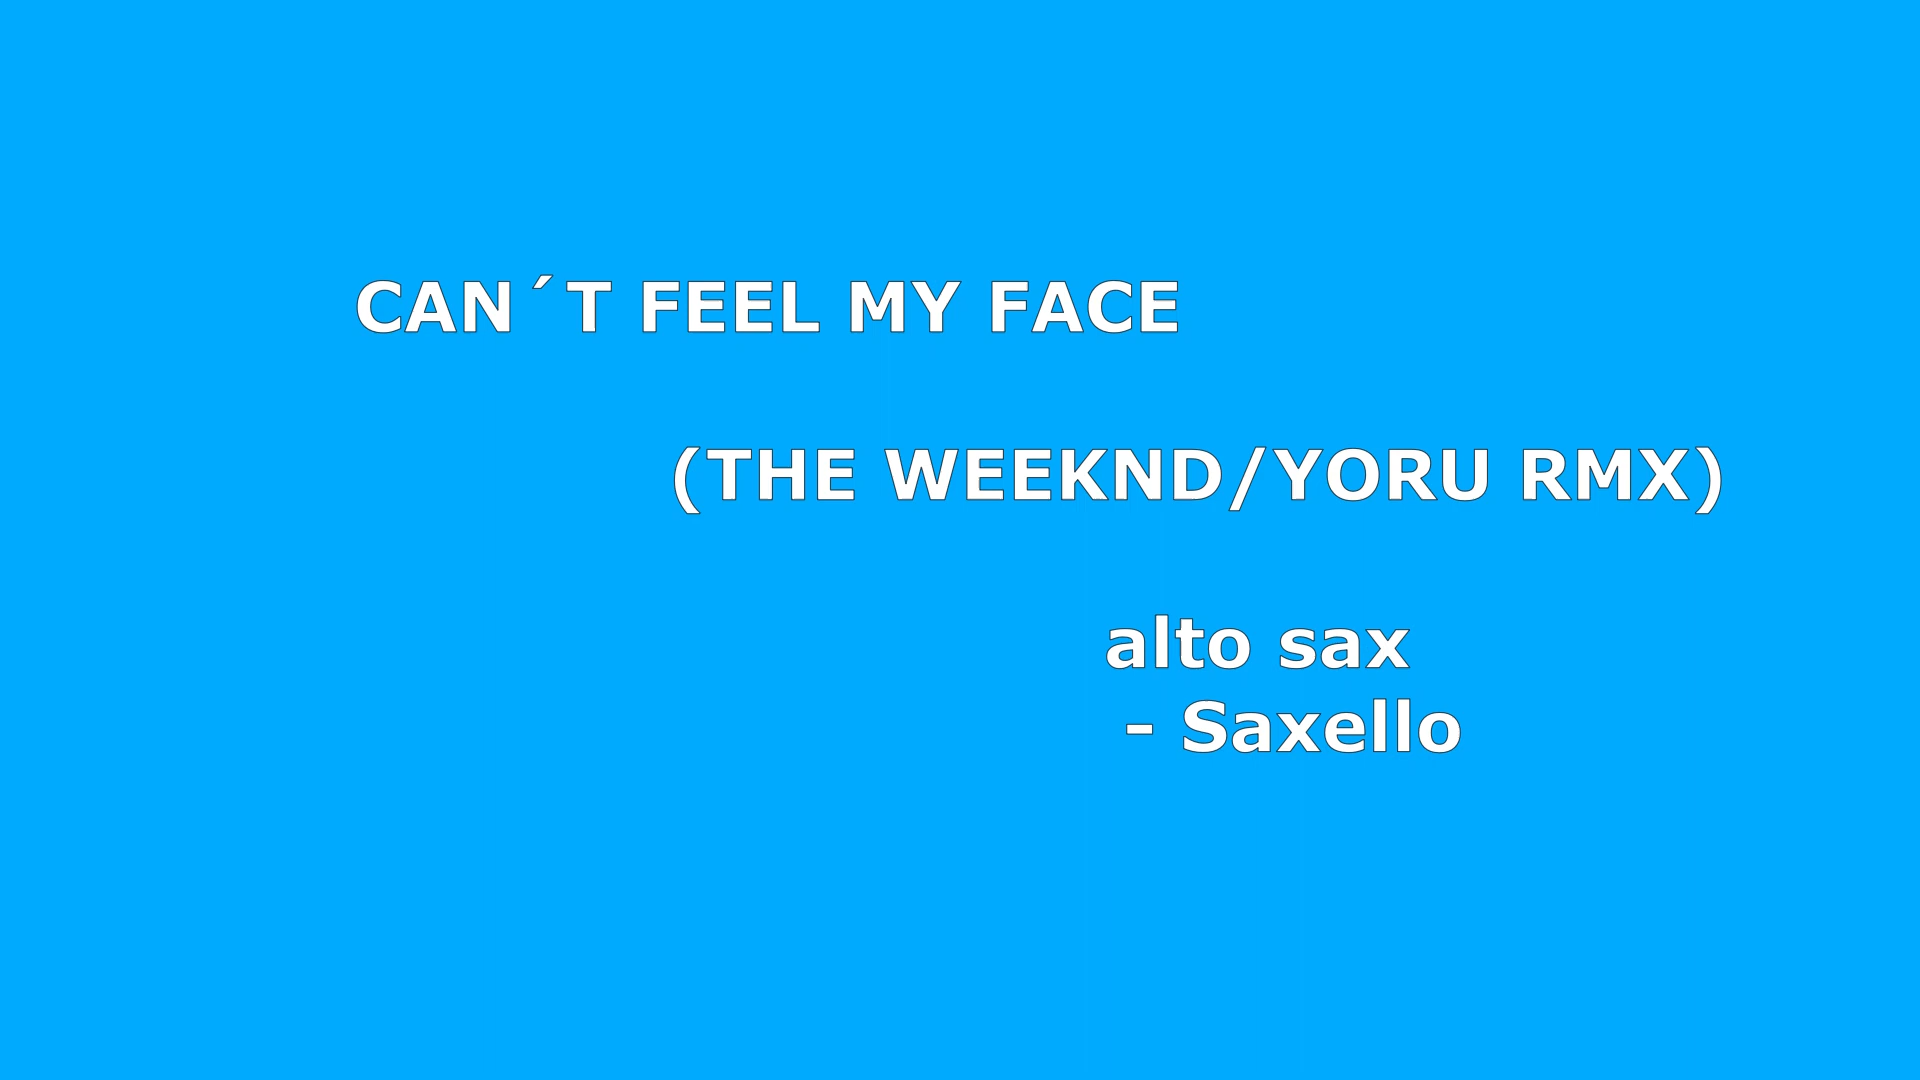 CAN´T FEEL MY FACE
(THE WEEKND/YORU RMX)
alto sax
- Saxello